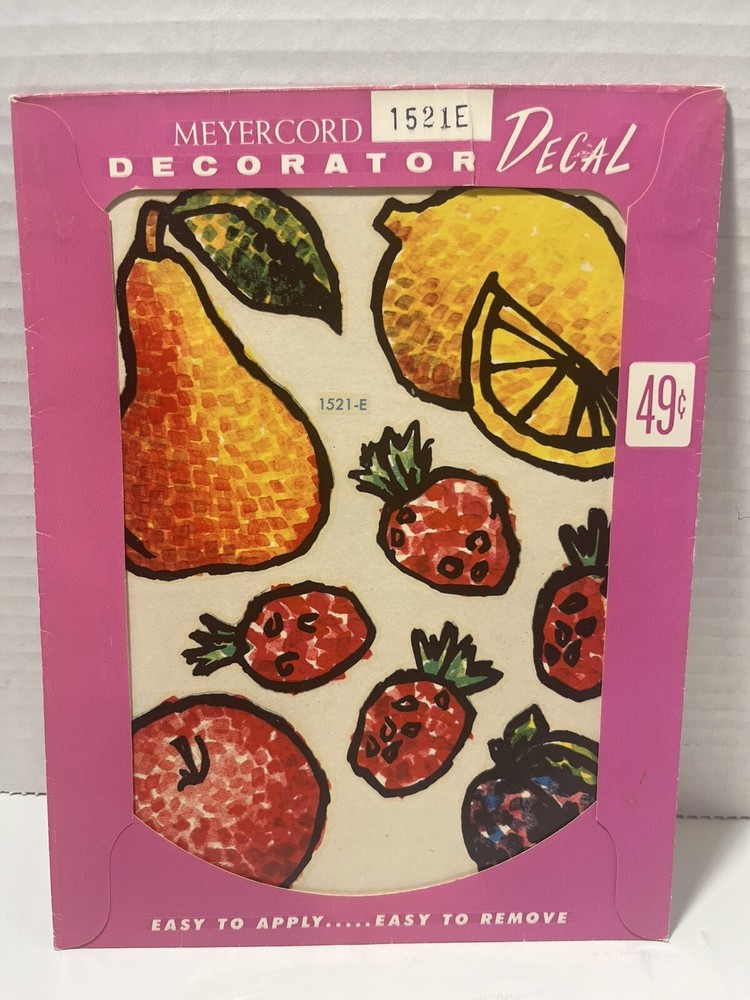 MEYERCORD 1521E DECAL
DECORATOR
1521-E
49¢
EASY TO APPLY.....EASY TO REMOVE